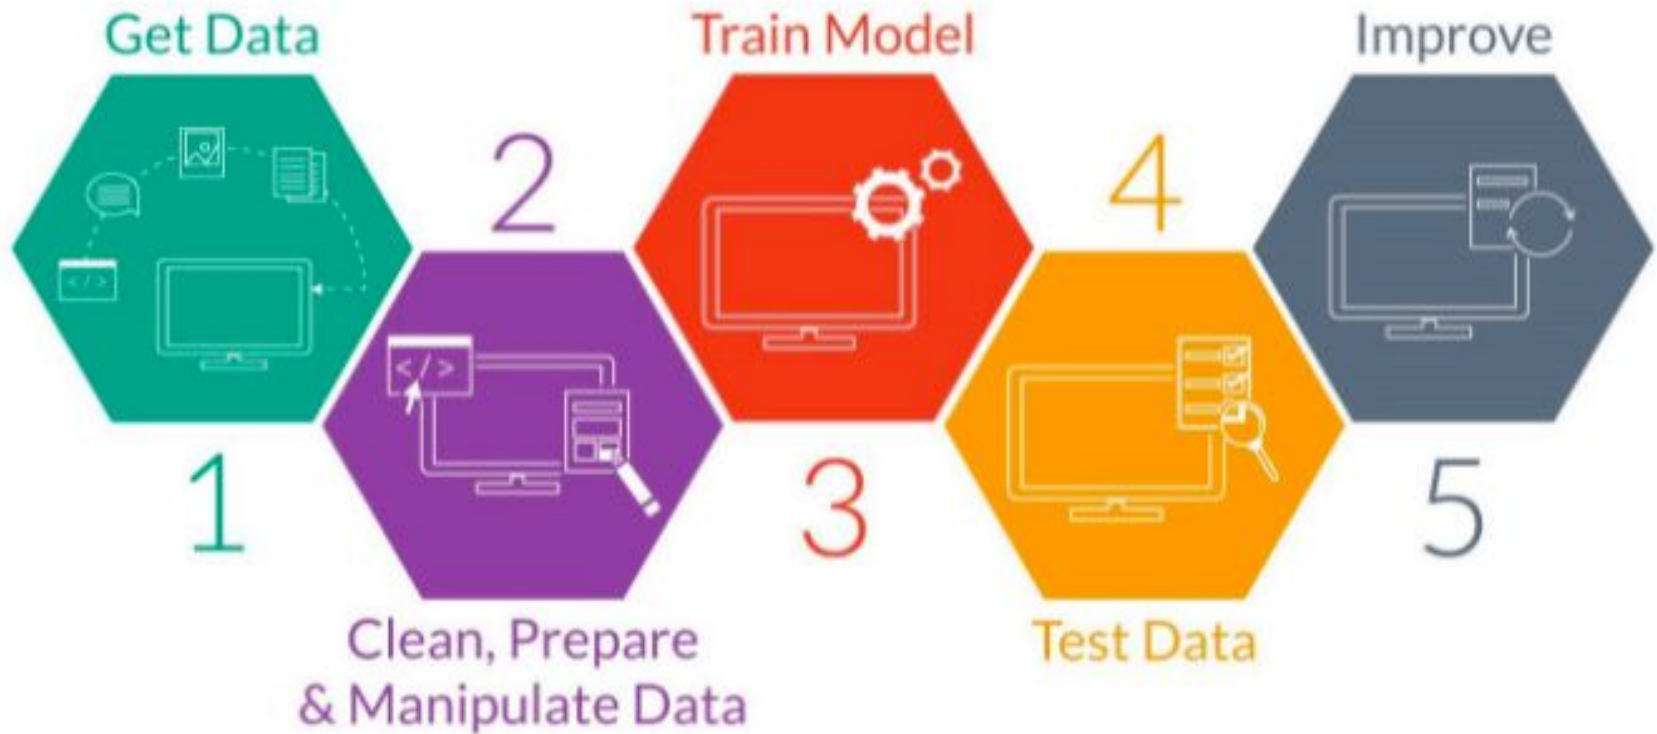 Get Data
1
2
Clean, Prepare
& Manipulate Data
Train Model
3
4
Test Data
Improve
5